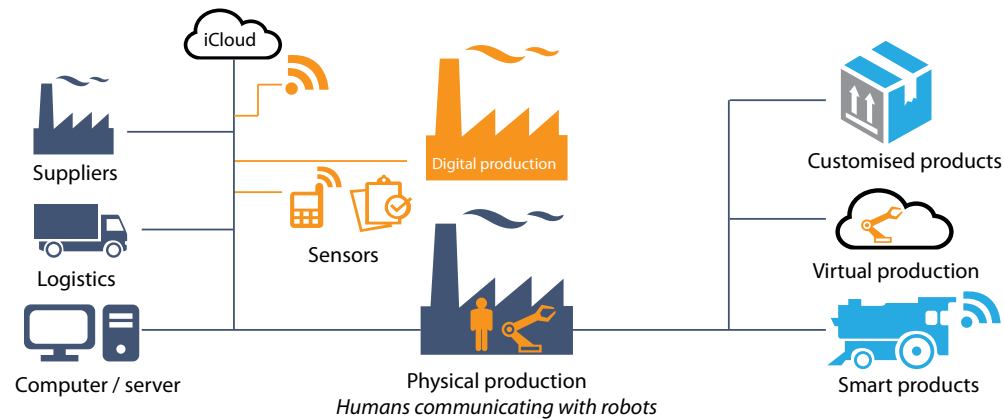 iCloud
Suppliers
Digital production
Customised products
Sensors
Logistics
Virtual production
Computer / server
Physical production
Humans communicating with robots
Smart products